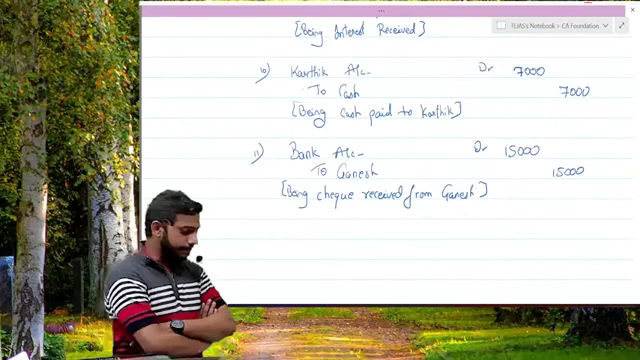 TLIAS's Notebook > CA Foundation
[Being Interest Received]
10) Karthik A/c Dr 7000
To Cash 7000
[Being cash paid to Karthik]
11) Bank A/c Dr 15000
To Ganesh 15000
[Being cheque received from Ganesh]